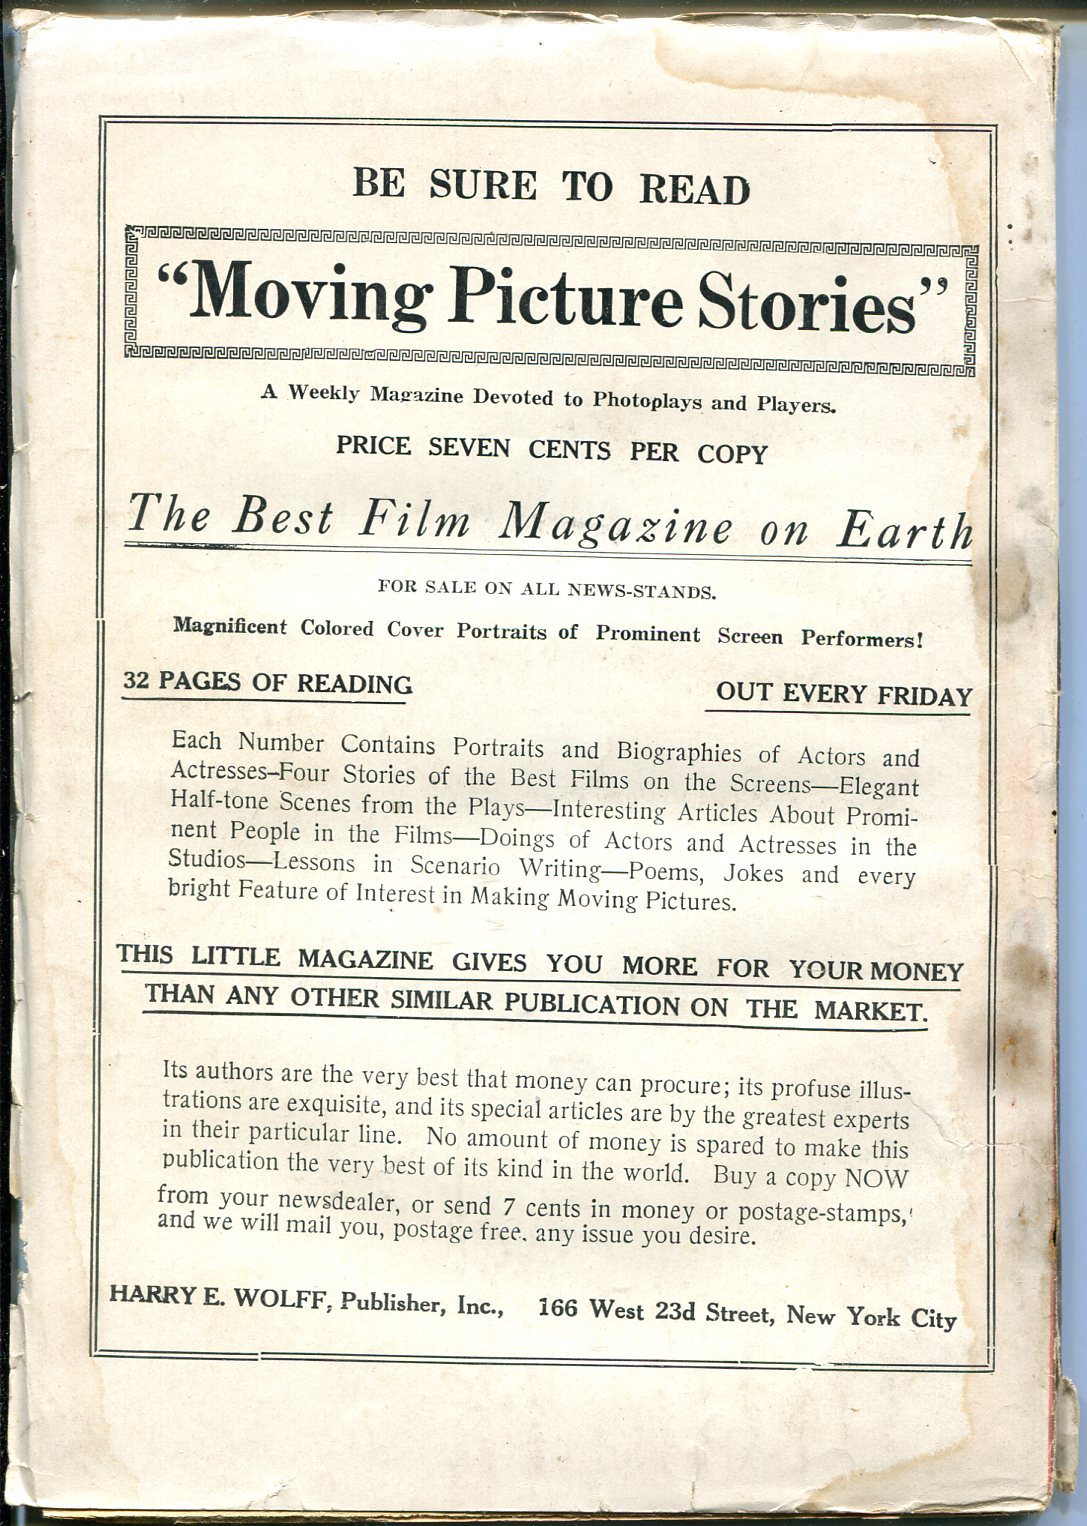 BE SURE TO READ
“Moving Picture Stories”
A Weekly Magazine Devoted to Photoplays and Players.
PRICE SEVEN CENTS PER COPY
The Best Film Magazine on Earth
FOR SALE ON ALL NEWS-STANDS.
Magnificent Colored Cover Portraits of Prominent Screen Performers!
32 PAGES OF READING
OUT EVERY FRIDAY
Each Number Contains Portraits and Biographies of Actors and
Actresses–Four Stories of the Best Films on the Screens—Elegant
Half-tone Scenes from the Plays—Interesting Articles About Promi-
nent People in the Films—Doings of Actors and Actresses in the
Studios—Lessons in Scenario Writing—Poems, Jokes and every
bright Feature of Interest in Making Moving Pictures.
THIS LITTLE MAGAZINE GIVES YOU MORE FOR YOUR MONEY
THAN ANY OTHER SIMILAR PUBLICATION ON THE MARKET.
Its authors are the very best that money can procure; its profuse illus-
trations are exquisite, and its special articles are by the greatest experts
in their particular line. No amount of money is spared to make this
publication the very best of its kind in the world. Buy a copy NOW
from your newsdealer, or send 7 cents in money or postage-stamps,
and we will mail you, postage free, any issue you desire.
HARRY E. WOLFF, Publisher, Inc., 166 West 23d Street, New York City